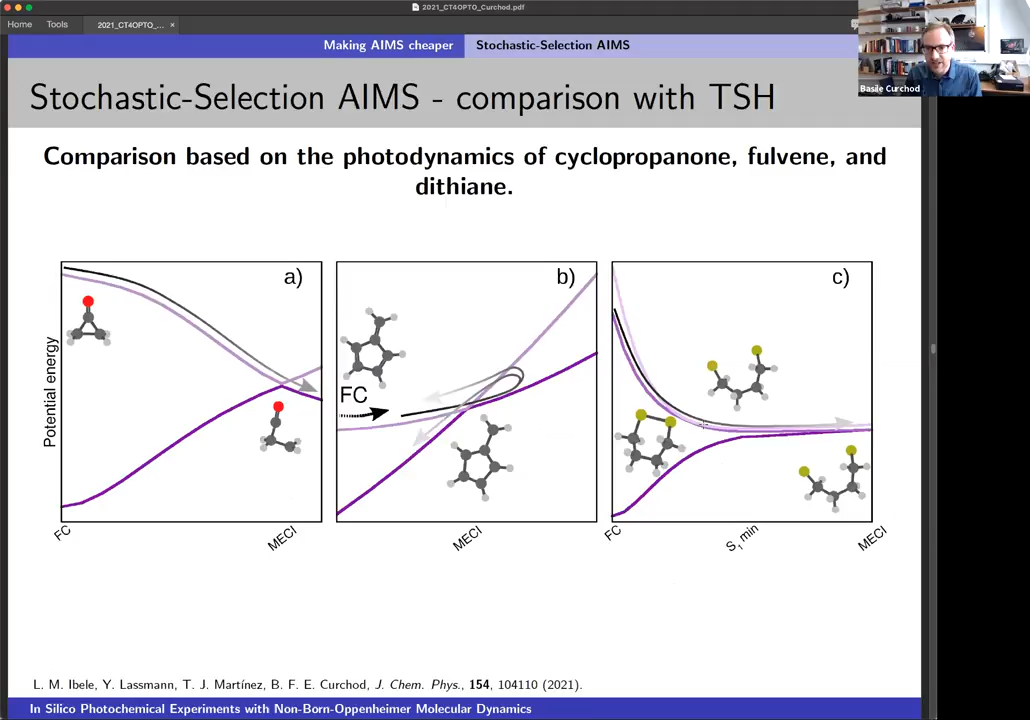 2021_CT4OPTO_Curchod.pdf
Home Tools 2021_CT4OPTO_... ×
Making AIMS cheaper Stochastic-Selection AIMS
Basile Curchod
Stochastic-Selection AIMS - comparison with TSH
Comparison based on the photodynamics of cyclopropanone, fulvene, and
dithiane.
a) b) c)
Potential energy
FC
FC MECI MECI FC S1 min MECI
L. M. Ibele, Y. Lassmann, T. J. Martínez, B. F. E. Curchod, J. Chem. Phys., 154, 104110 (2021).
In Silico Photochemical Experiments with Non-Born-Oppenheimer Molecular Dynamics